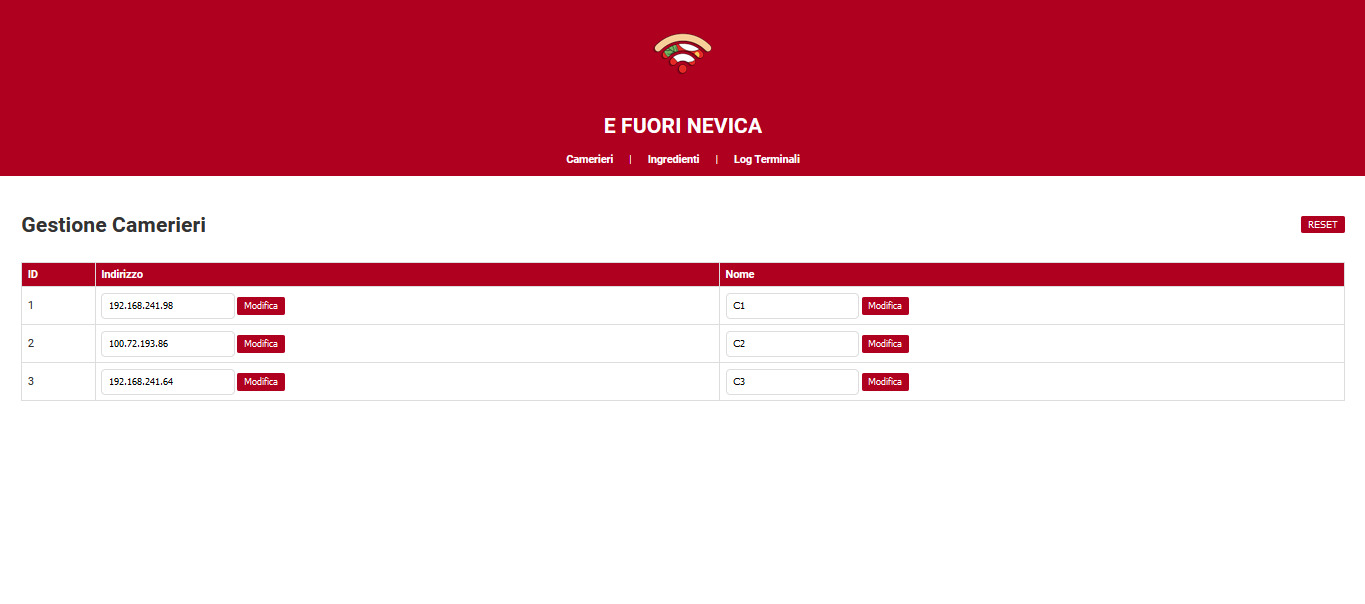 E FUORI NEVICA
Camerieri | Ingredienti | Log Terminali
Gestione Camerieri RESET
ID Indirizzo Nome
1 192.168.241.98 Modifica C1 Modifica
2 100.72.193.86 Modifica C2 Modifica
3 192.168.241.64 Modifica C3 Modifica